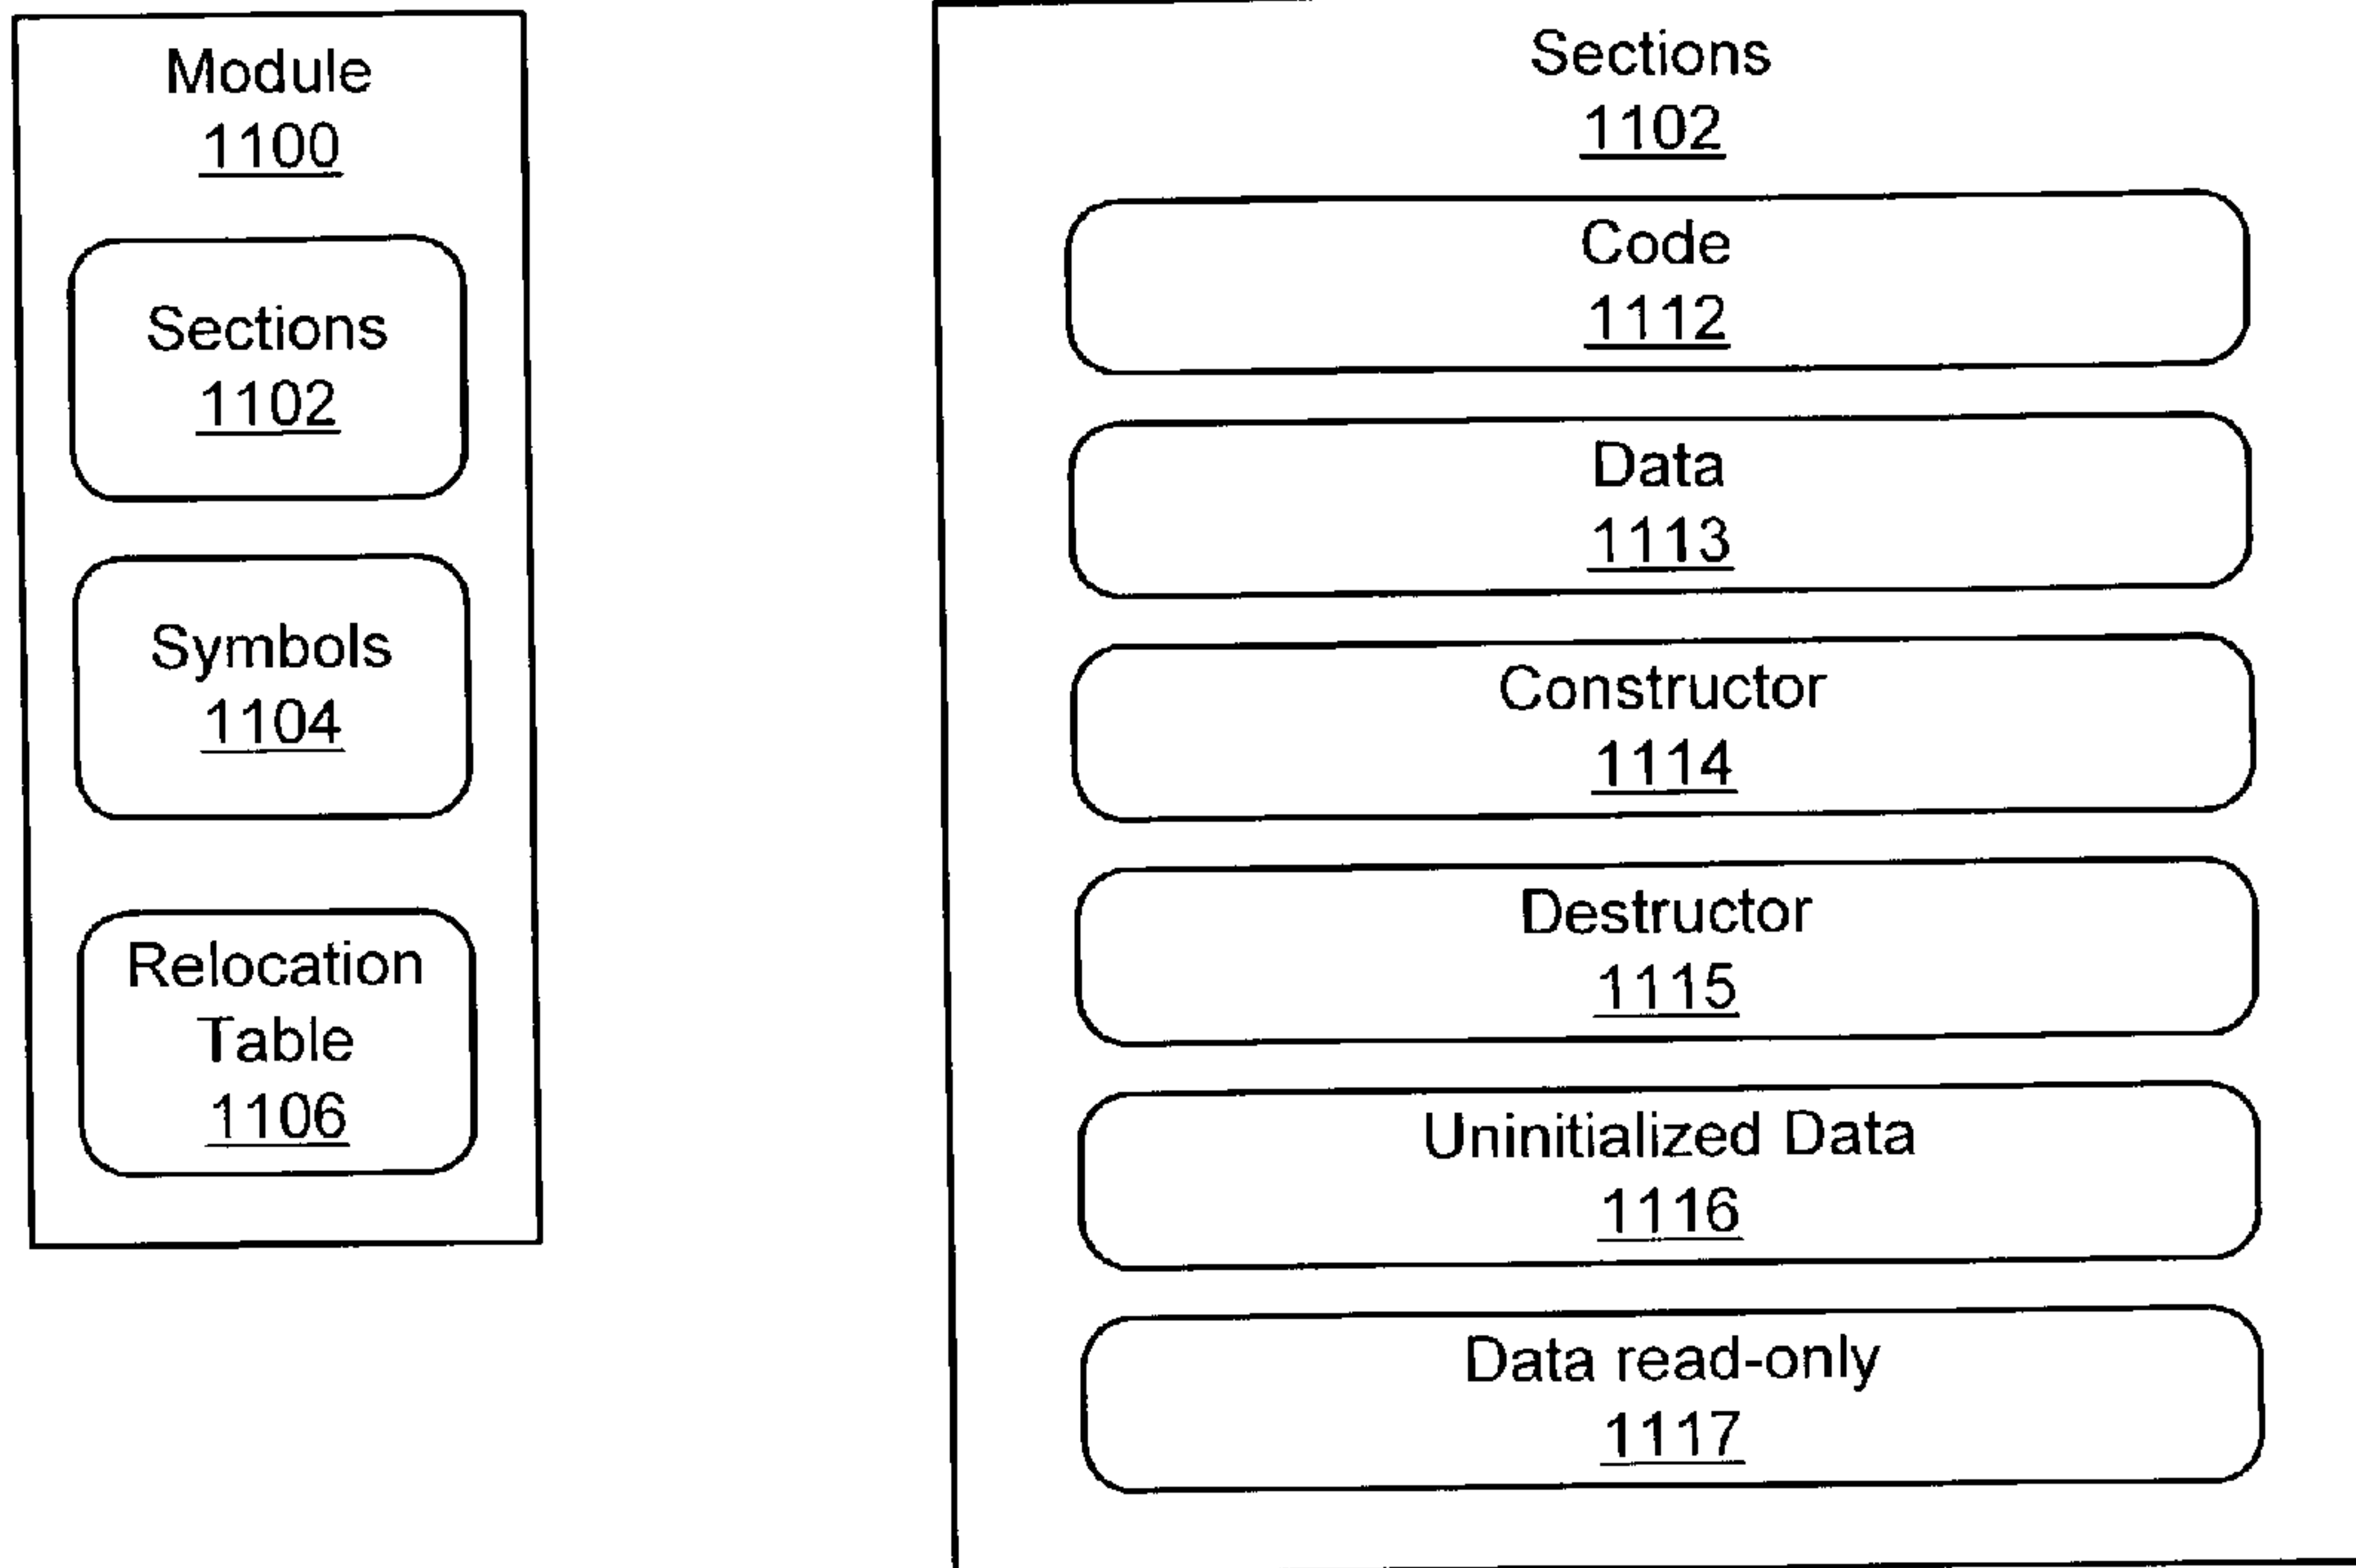 Module
1100
Sections
1102
Symbols
1104
Relocation
Table
1106
Sections
1102
Code
1112
Data
1113
Constructor
1114
Destructor
1115
Uninitialized Data
1116
Data read-only
1117